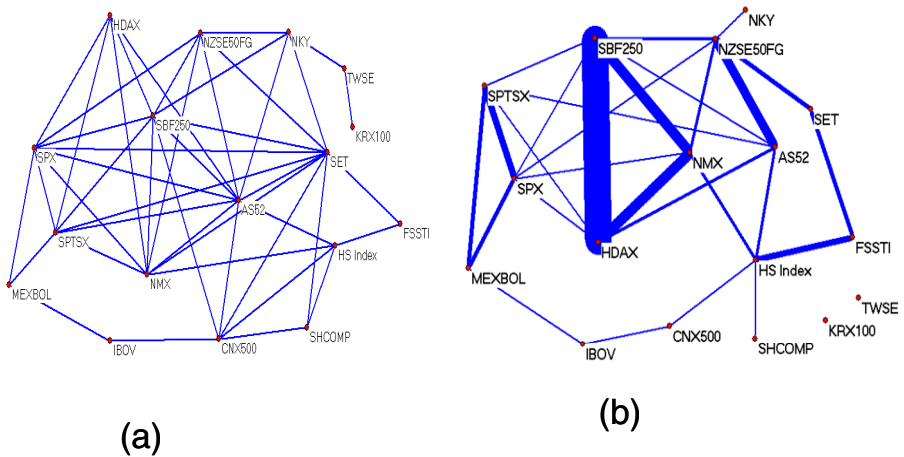 HDAX
NZSE50FG
NKY
TWSE
SBF250
KRX100
SPX
SET
AS52
SPTSX
FSSTI
HS Index
NMX
MEXBOL
SHCOMP
IBOV
CNX500
(a)
NKY
SBF250
NZSE50FG
SPTSX
SET
AS52
NMX
SPX
HDAX
FSSTI
HS Index
MEXBOL
TWSE
KRX100
CNX500
SHCOMP
IBOV
(b)